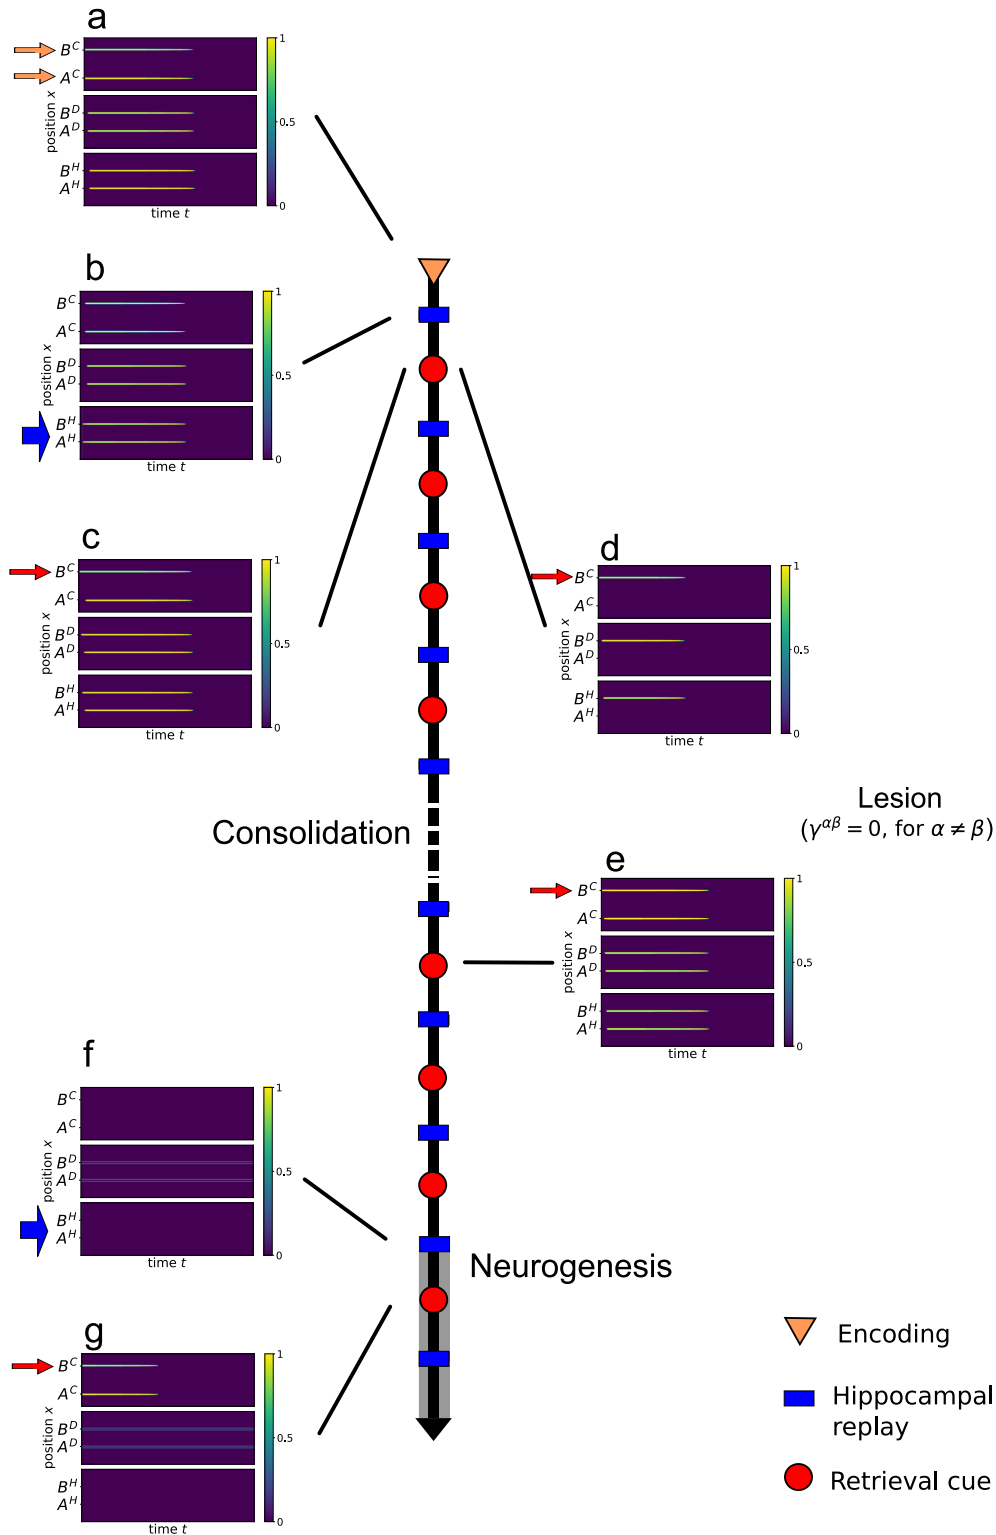 a
B^C
A^C
B^D
A^D
B^H
A^H
position x
time t
1
0.5
0
b
B^C
A^C
B^D
A^D
B^H
A^H
position x
time t
1
0.5
0
c
B^C
A^C
B^D
A^D
B^H
A^H
position x
time t
1
0.5
0
d
B^C
A^C
B^D
A^D
B^H
A^H
position x
time t
1
0.5
0
Lesion
(γ^{αβ} = 0, for α ≠ β)
Consolidation
e
B^C
A^C
B^D
A^D
B^H
A^H
position x
time t
1
0.5
0
f
B^C
A^C
B^D
A^D
B^H
A^H
position x
time t
1
0.5
0
Neurogenesis
g
B^C
A^C
B^D
A^D
B^H
A^H
position x
time t
1
0.5
0
Encoding
Hippocampal
replay
Retrieval cue